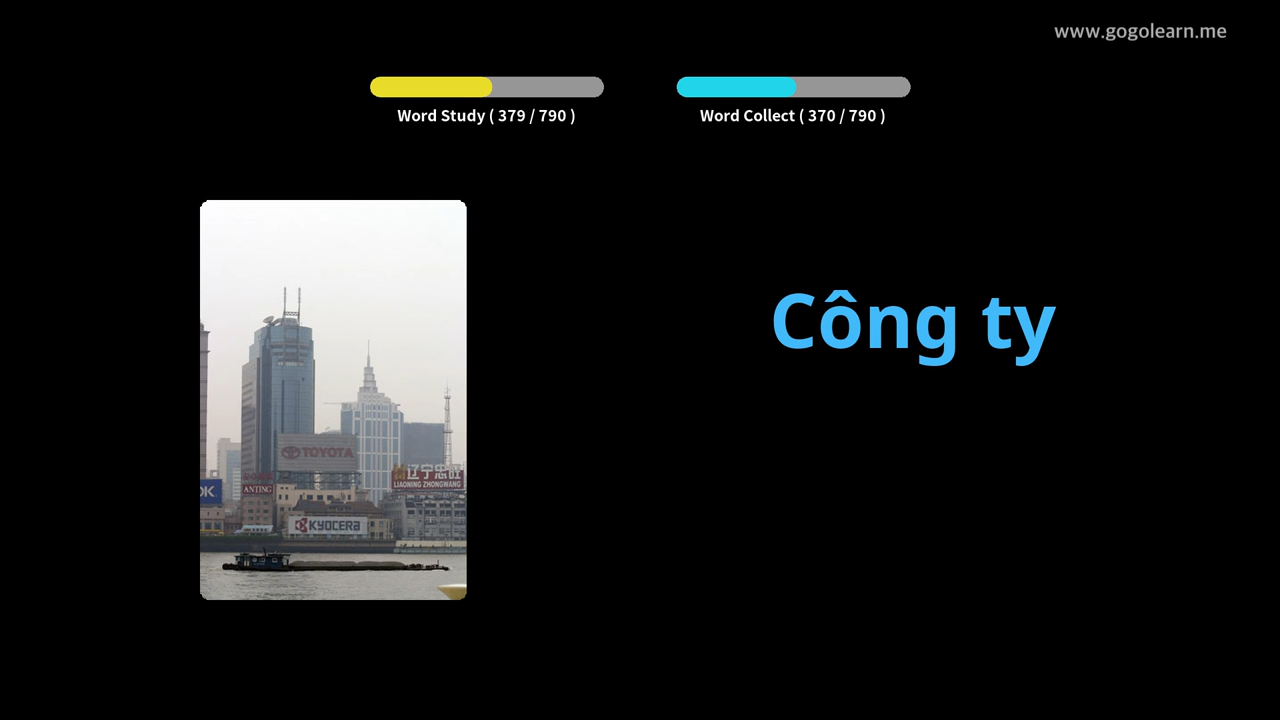 www.gogolearn.me
Word Study ( 379 / 790 )
Word Collect ( 370 / 790 )
Công ty
TOYOTA
辽宁忠旺
LIAONING ZHONGWANG
OK
ANTING
KYOCERA